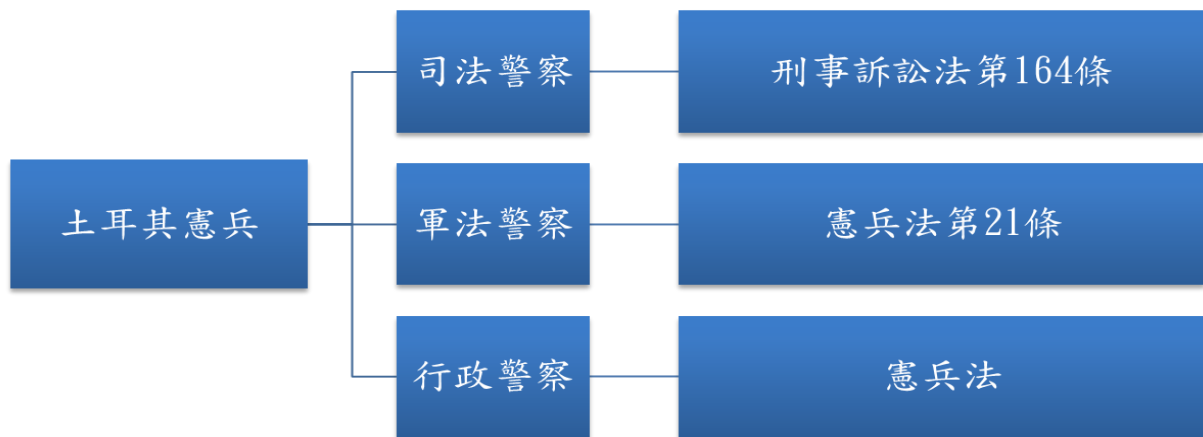 司法警察
刑事訴訟法第164條
土耳其憲兵
軍法警察
憲兵法第21條
行政警察
憲兵法